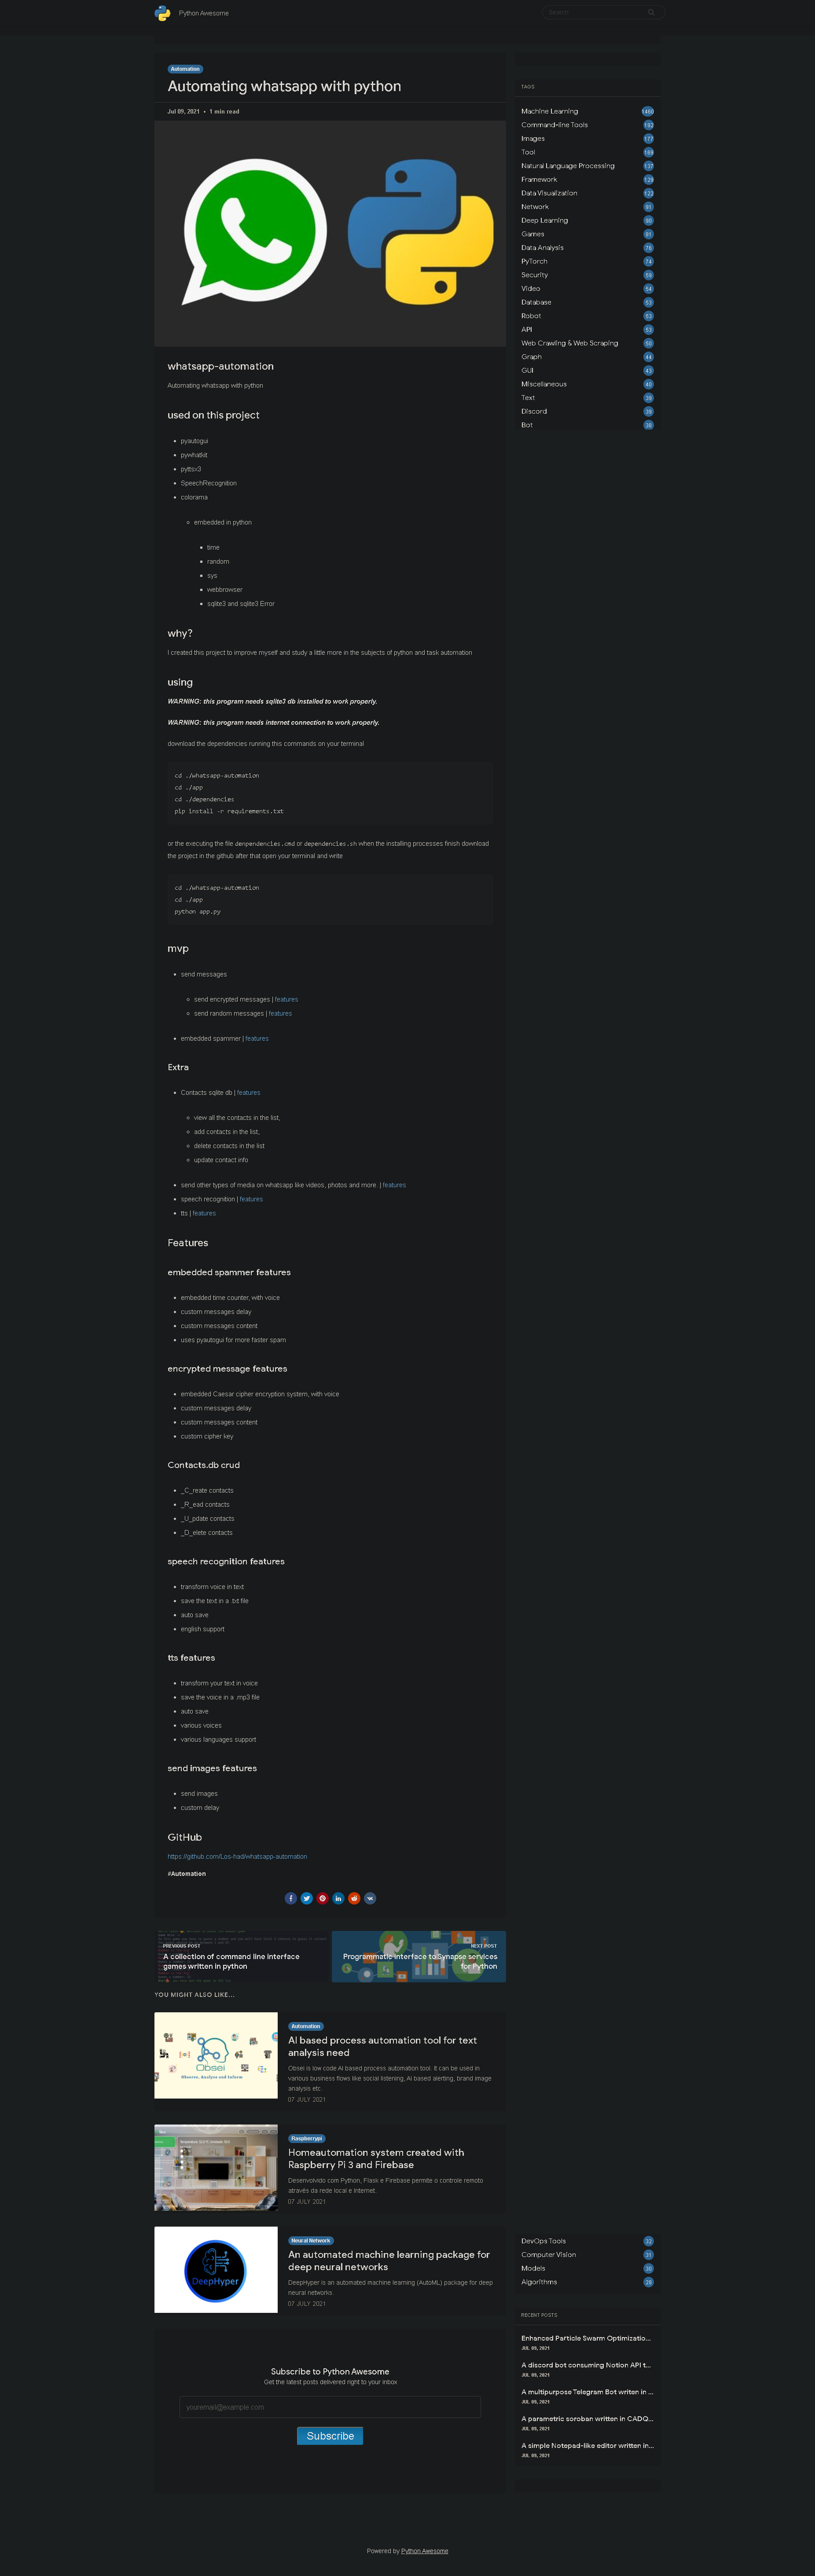 Python Awesome
Search
Automation
Automating whatsapp with python
Jul 09, 2021 • 1 min read
whatsapp-automation
Automating whatsapp with python
used on this project
pyautogui
pywhatkit
pyttsx3
SpeechRecognition
colorama
embedded in python
time
random
sys
webbrowser
sqlite3 and sqlite3 Error
why?
I created this project to improve myself and study a little more in the subjects of python and task automation
using
WARNING: this program needs sqlite3 db installed to work properly.
WARNING: this program needs internet connection to work properly.
download the dependencies running this commands on your terminal
cd ./whatsapp-automation
cd ./app
cd ./dependencies
pip install -r requirements.txt
or the executing the file denpendencies.cmd or dependencies.sh when the installing processes finish download
the project in the github after that open your terminal and write
cd ./whatsapp-automation
cd ./app
python app.py
mvp
send messages
send encrypted messages | features
send random messages | features
embedded spammer | features
Extra
Contacts sqlite db | features
view all the contacts in the list,
add contacts in the list,
delete contacts in the list
update contact info
send other types of media on whatsapp like videos, photos and more. | features
speech recognition | features
tts | features
Features
embedded spammer features
embedded time counter, with voice
custom messages delay
custom messages content
uses pyautogui for more faster spam
encrypted message features
embedded Caesar cipher encryption system, with voice
custom messages delay
custom messages content
custom cipher key
Contacts.db crud
_C_reate contacts
_R_ead contacts
_U_pdate contacts
_D_elete contacts
speech recognition features
transform voice in text
save the text in a .txt file
auto save
english support
tts features
transform your text in voice
save the voice in a .mp3 file
auto save
various voices
various languages support
send images features
send images
custom delay
GitHub
https://github.com/Los-had/whatsapp-automation
#Automation
PREVIOUS POST
A collection of command line interface
games written in python
NEXT POST
Programmatic interface to Synapse services
for Python
YOU MIGHT ALSO LIKE...
Obsei
Observe, Analyze and Inform
Automation
AI based process automation tool for text
analysis need
Obsei is low code AI based process automation tool. It can be used in
various business flows like social listening, AI based alerting, brand image
analysis etc.
07 JULY 2021
Raspberrypi
Homeautomation system created with
Raspberry Pi 3 and Firebase
Desenvolvido com Python, Flask e Firebase permite o controle remoto
através da rede local e Internet.
07 JULY 2021
DeepHyper
Neural Network
An automated machine learning package for
deep neural networks
DeepHyper is an automated machine learning (AutoML) package for deep
neural networks.
07 JULY 2021
Subscribe to Python Awesome
Get the latest posts delivered right to your inbox
youremail@example.com
Subscribe
TAGS
Machine Learning 1460
Command-line Tools 192
Images 177
Tool 169
Natural Language Processing 137
Framework 129
Data Visualization 122
Network 91
Deep Learning 90
Games 81
Data Analysis 76
PyTorch 74
Security 59
Video 54
Database 53
Robot 53
API 53
Web Crawling & Web Scraping 50
Graph 44
GUI 43
Miscellaneous 40
Text 39
Discord 39
Bot 36
DevOps Tools 32
Computer Vision 31
Models 30
Algorithms 28
RECENT POSTS
Enhanced Particle Swarm Optimizatio...
JUL 09, 2021
A discord bot consuming Notion API t...
JUL 09, 2021
A multipurpose Telegram Bot writen in ...
JUL 09, 2021
A parametric soroban written in CADQ...
JUL 09, 2021
A simple Notepad-like editor written in...
JUL 09, 2021
Powered by Python Awesome